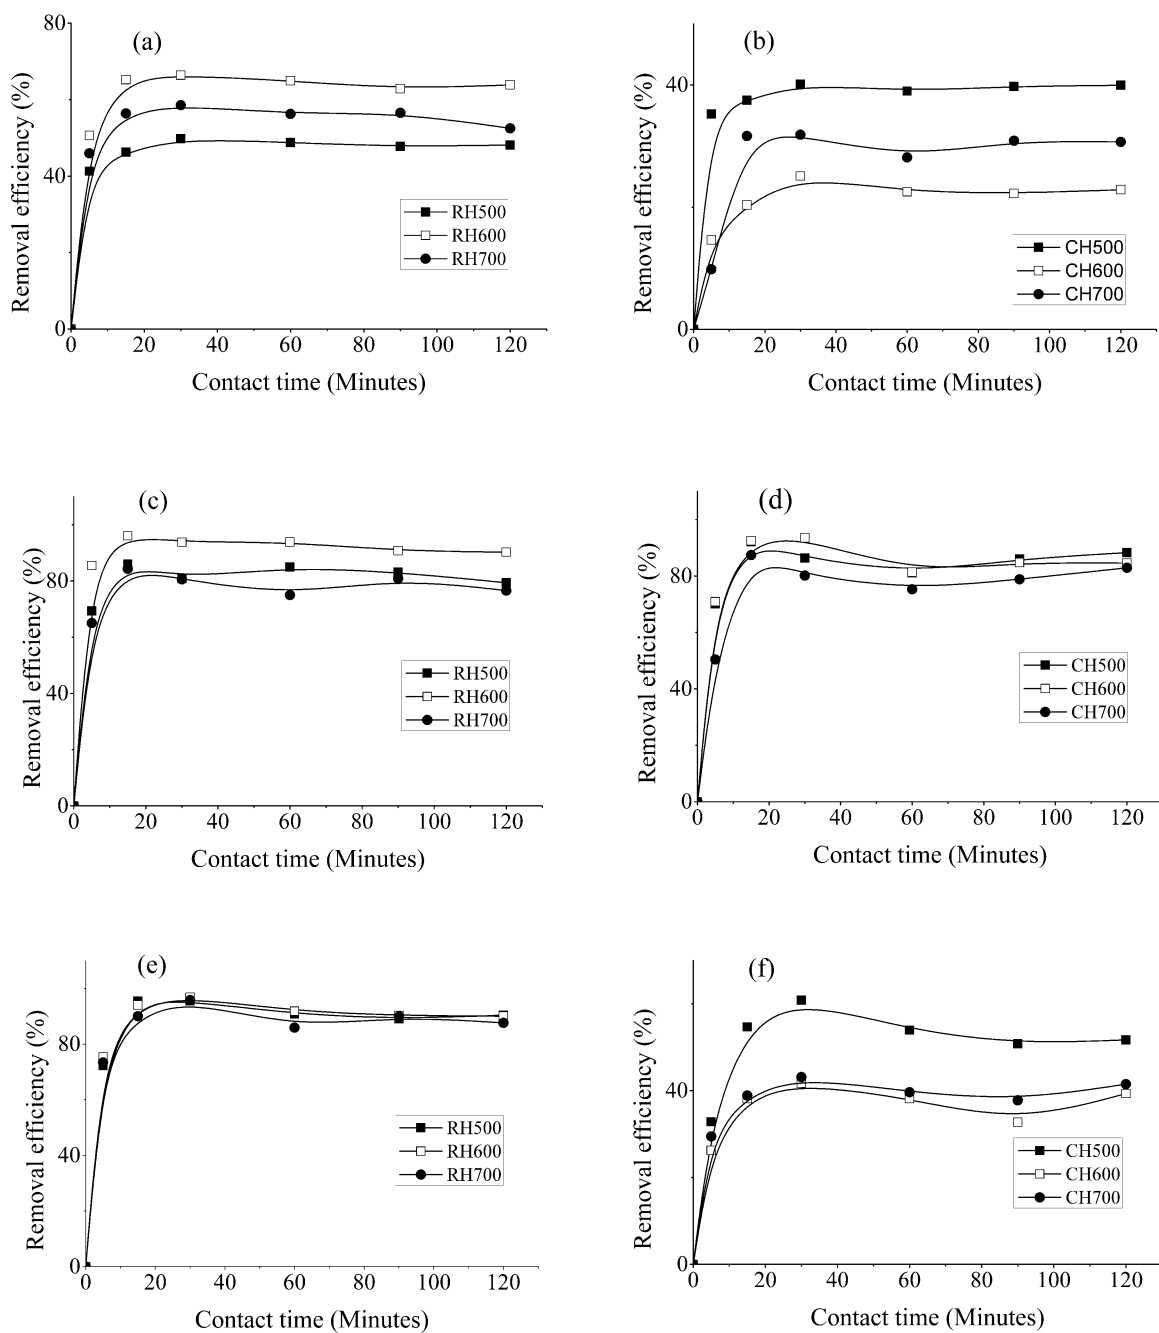 (a)
Removal efficiency (%)
80
40
0
0 20 40 60 80 100 120
Contact time (Minutes)
RH500
RH600
RH700
(b)
Removal efficiency (%)
40
0
0 20 40 60 80 100 120
Contact time (Minutes)
CH500
CH600
CH700
(c)
Removal efficiency (%)
80
40
0
0 20 40 60 80 100 120
Contact time (Minutes)
RH500
RH600
RH700
(d)
Removal efficiency (%)
80
40
0
0 20 40 60 80 100 120
Contact time (Minutes)
CH500
CH600
CH700
(e)
Removal efficiency (%)
80
40
0
0 20 40 60 80 100 120
Contact time (Minutes)
RH500
RH600
RH700
(f)
Removal efficiency (%)
40
0
0 20 40 60 80 100 120
Contact time (Minutes)
CH500
CH600
CH700